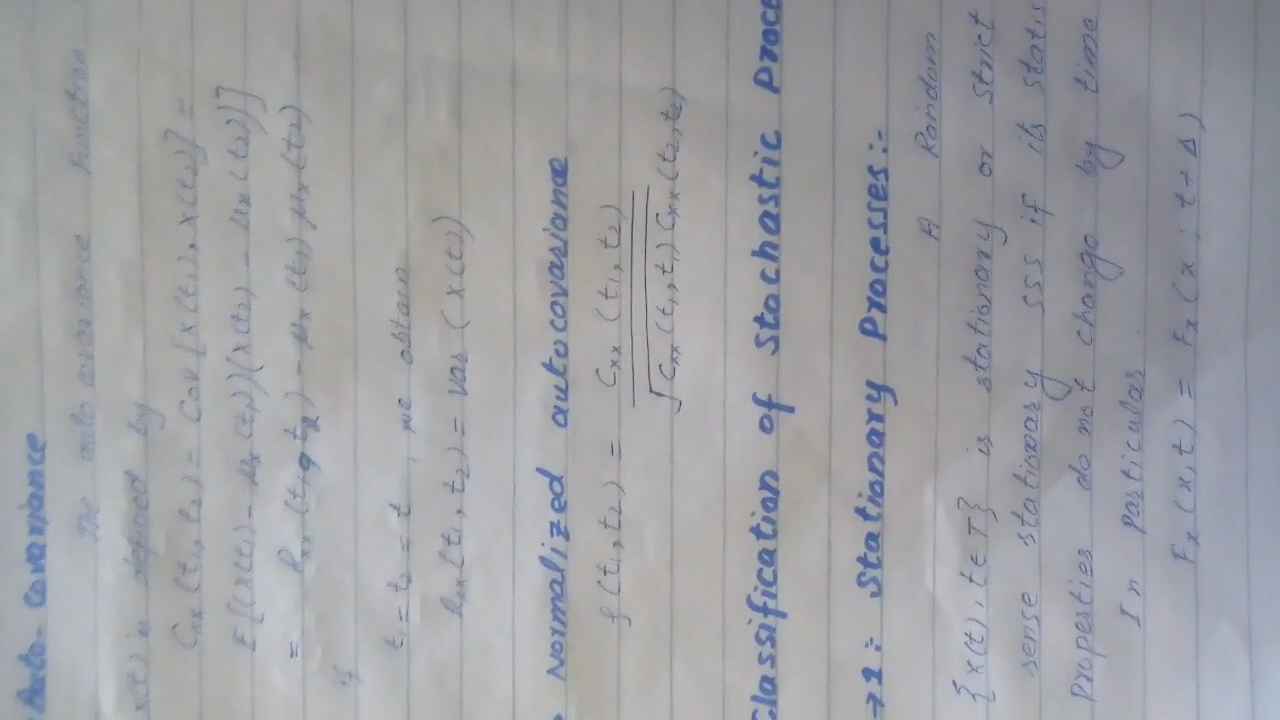 Auto- Covariance
The auto covariance function
x(t) is defined by
Cxx (t1, t2) = Cov [x(t1), x(t2)] =
E[(x(t1) - μx (t1))(x(t2) - μx (t2))]
= Rxx (t1, t2) - μx (t1) μx (t2)
if
t1 = t2 = t, we obtain
Rxx (t1, t2) = var (x(t))
Normalized autocovariance
f (t1, t2) = Cxx (t1, t2)
√Cxx (t1, t1) Cxx (t2, t2)
Classification of Stochastic Proce
→ 1:- Stationary Processes:-
A Random
{x(t), t∈T} is stationary or strict
sense stationary SSS if its statis
properties do not change by time
In Particular
Fx (x, t) = Fx (x ; t + Δ)